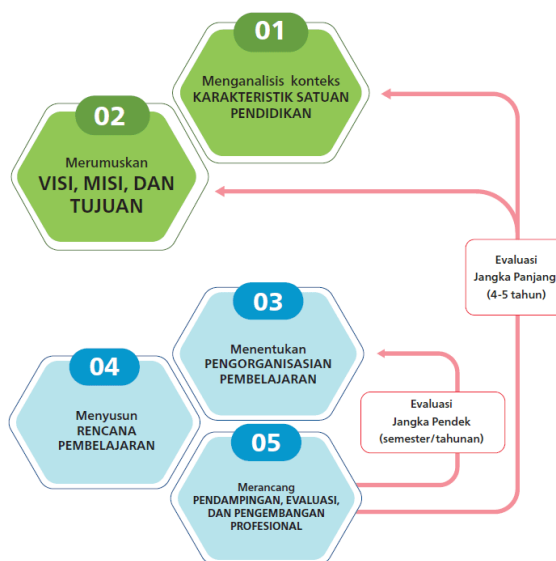 01
Menganalisis konteks
KARAKTERISTIK SATUAN
PENDIDIKAN
02
Merumuskan
VISI, MISI, DAN
TUJUAN
Evaluasi
Jangka Panjang
(4-5 tahun)
03
Menentukan
PENGORGANISASIAN
PEMBELAJARAN
04
Menyusun
RENCANA
PEMBELAJARAN
Evaluasi
Jangka Pendek
(semester/tahunan)
05
Merancang
PENDAMPINGAN, EVALUASI,
DAN PENGEMBANGAN
PROFESIONAL